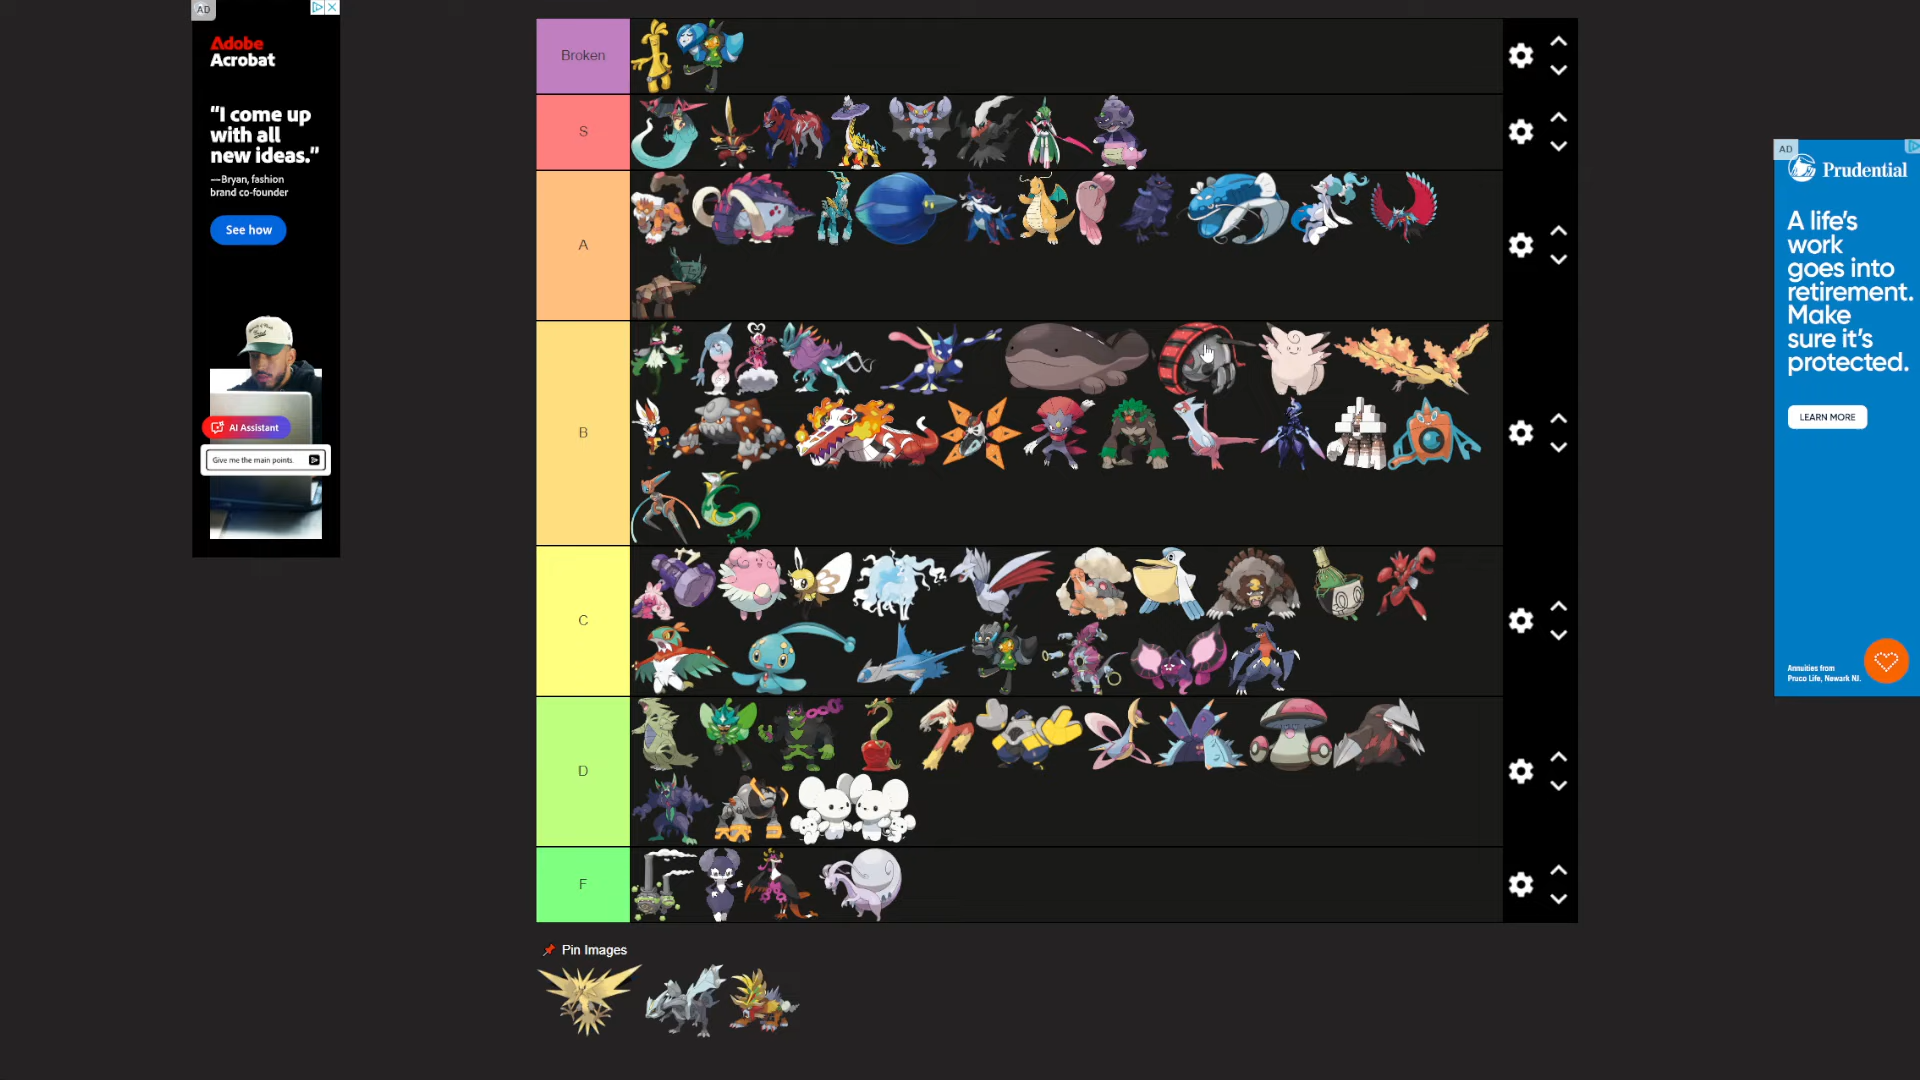 AD
Adobe
Acrobat
"I come up
with all
new ideas."
—Bryan, fashion
brand co-founder
See how
AI Assistant
Give me the main points.
Broken
S
A
B
C
D
F
Pin Images
AD
Prudential
A life's
work
goes into
retirement.
Make
sure it's
protected.
LEARN MORE
Annuities from
Pruco Life, Newark NJ.